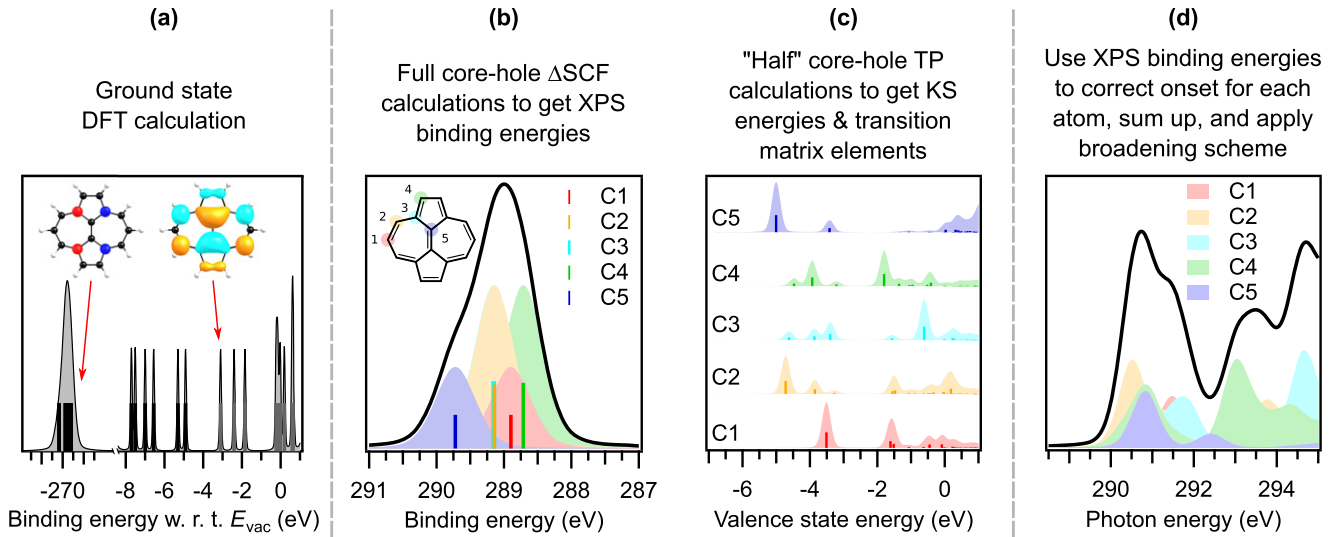 (a)
Ground state
DFT calculation
-270
-8
-6
-4
-2
0
Binding energy w. r. t. Evac (eV)
(b)
Full core-hole ΔSCF
calculations to get XPS
binding energies
4
3
2
1
5
C1
C2
C3
C4
C5
291
290
289
288
287
Binding energy (eV)
(c)
"Half" core-hole TP
calculations to get KS
energies & transition
matrix elements
C5
C4
C3
C2
C1
-6
-4
-2
0
Valence state energy (eV)
(d)
Use XPS binding energies
to correct onset for each
atom, sum up, and apply
broadening scheme
C1
C2
C3
C4
C5
290
292
294
Photon energy (eV)